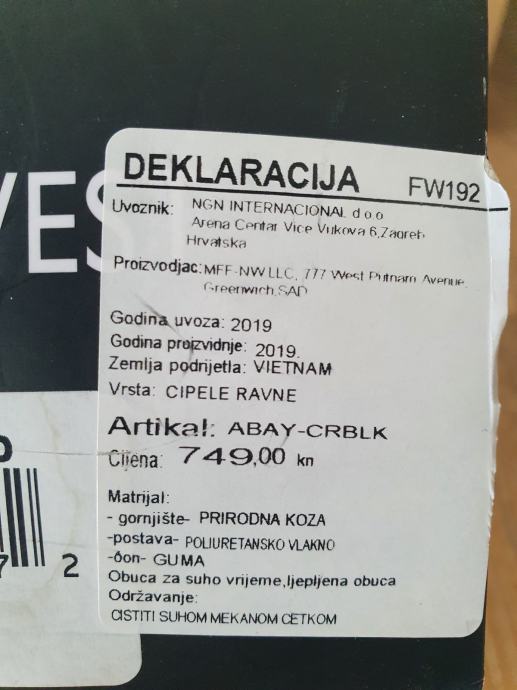 VES
DEKLARACIJA FW192
Uvoznik: NGN INTERNACIONAL d o o
Arena Centar Vice Vukova 6,Zagreb
Hrvatska
Proizvodjac: MFF-NW LLC, 777 West Putnam Avenue,
Greenwich,SAD
Godina uvoza: 2019
Godina proizvidnje: 2019.
Zemlja podrijetla: VIETNAM
Vrsta: CIPELE RAVNE
Artikal: ABAY-CRBLK
Cijena: 749,00 kn
Matrijal:
- gornjište- PRIRODNA KOZA
-postava- POLIURETANSKO VLAKNO
-đon- GUMA
Obuca za suho vrijeme,ljepljena obuca
Održavanje:
CISTITI SUHOM MEKANOM CETKOM
7 2